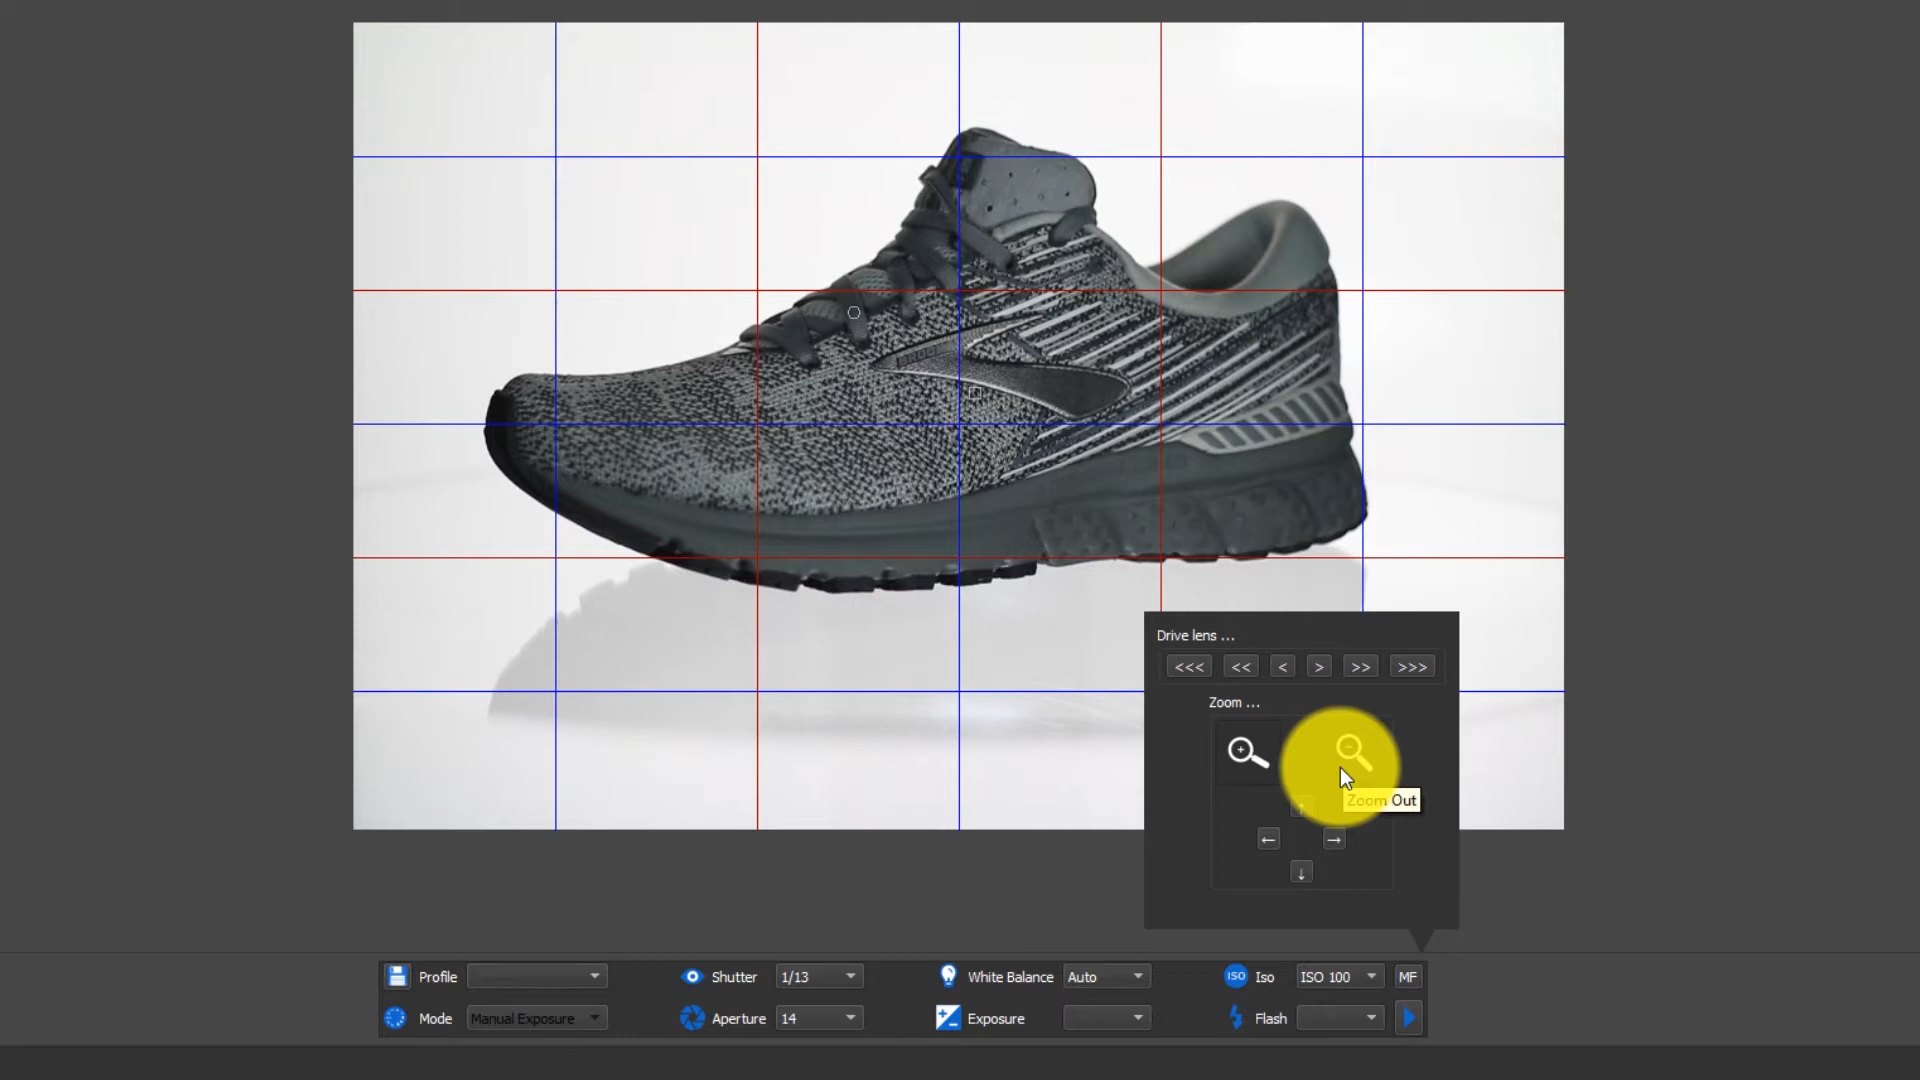 BROOKS
Drive lens ...
<<< << < > >> >>>
Zoom ...
Zoom Out
← →
↓
Profile Shutter 1/13 White Balance Auto ISO Iso ISO 100 MF
Mode Manual Exposure Aperture 14 Exposure Flash